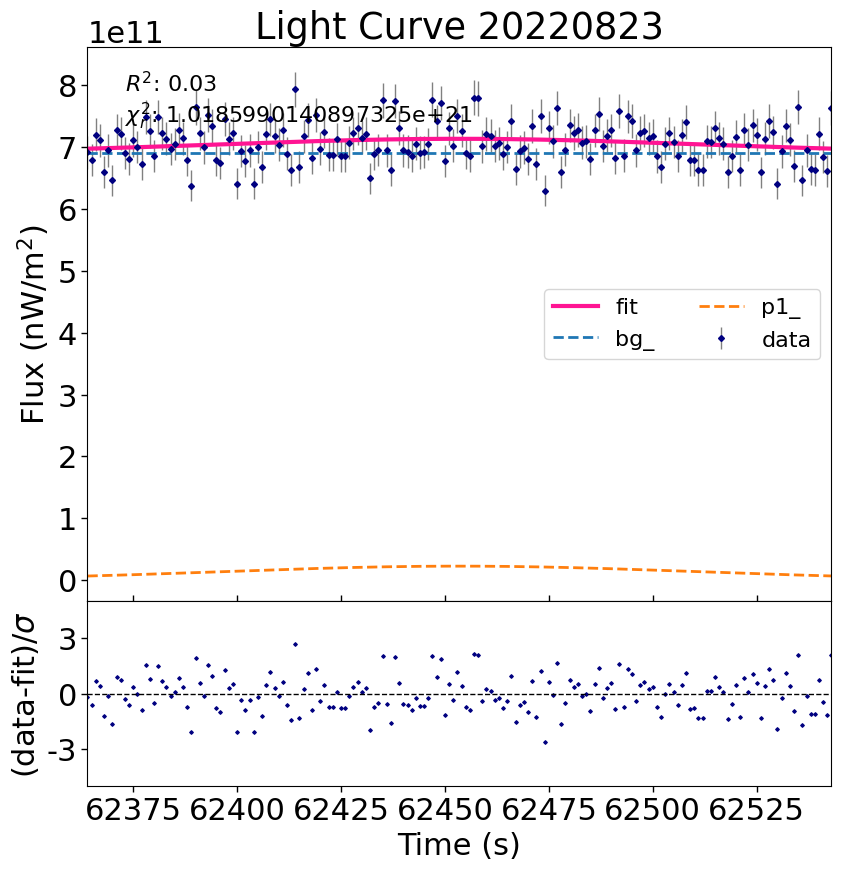 Light Curve 20220823
1e11
R²: 0.03
χᵣ²: 1.0185990140897325e+21
8
7
6
5
4
3
2
1
0
Flux (nW/m²)
fit
bg_
p1_
data
3
0
-3
(data-fit)/σ
62375 62400 62425 62450 62475 62500 62525
Time (s)